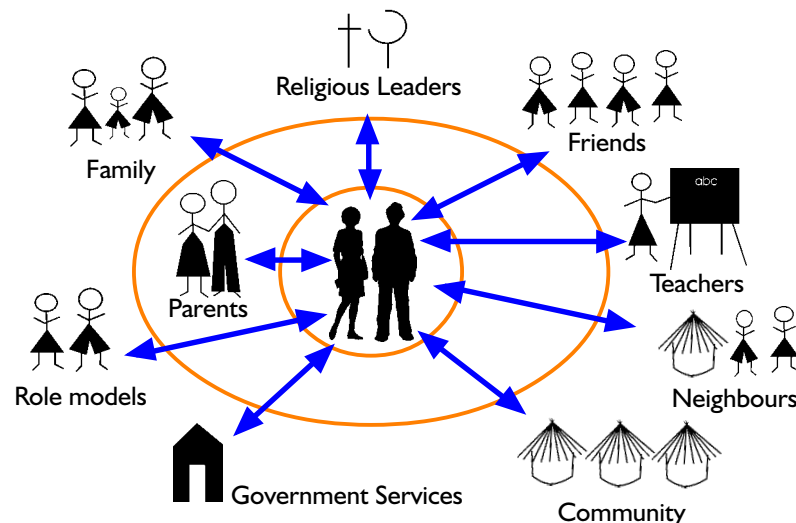 Religious Leaders
Family
Friends
abc
Teachers
Parents
Role models
Neighbours
Government Services
Community